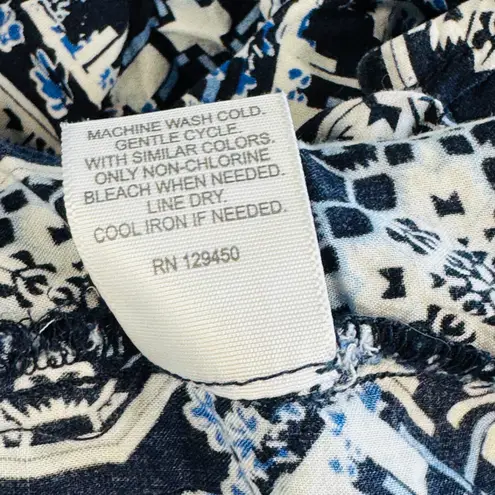 MACHINE WASH COLD.
GENTLE CYCLE.
WITH SIMILAR COLORS.
ONLY NON-CHLORINE
BLEACH WHEN NEEDED.
LINE DRY.
COOL IRON IF NEEDED.
RN 129450